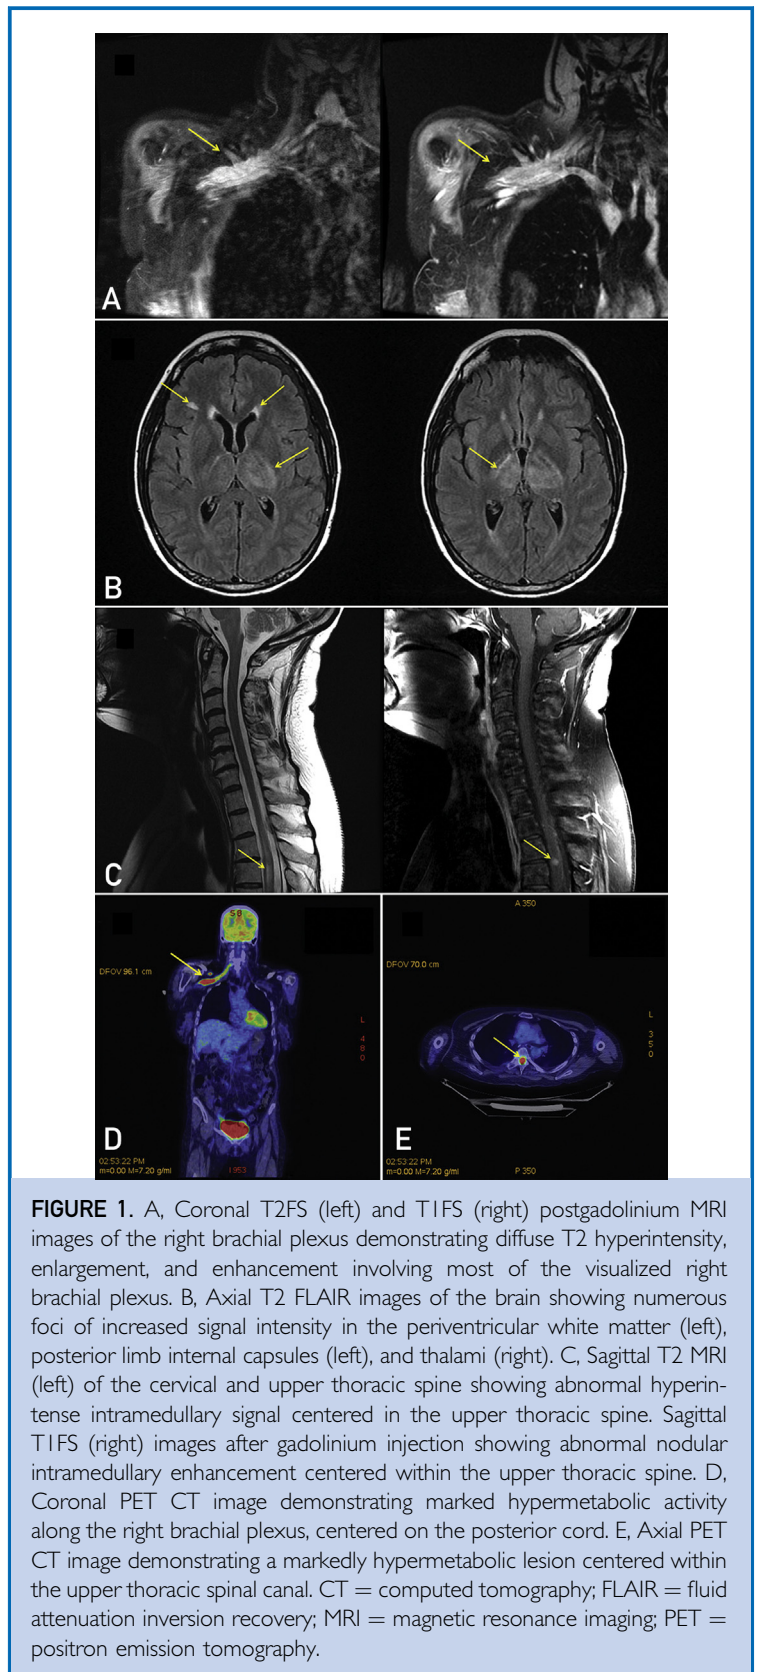 A
B
C
50
DFOV 96.1 cm
L
4
8
0
D
02:53:22 PM
m=0.00 M=7.20 g/ml
I 953
A 350
DFOV 70.0 cm
L
3
5
0
E
02:53:22 PM
m=0.00 M=7.20 g/ml
P 350
FIGURE 1. A, Coronal T2FS (left) and T1FS (right) postgadolinium MRI
images of the right brachial plexus demonstrating diffuse T2 hyperintensity,
enlargement, and enhancement involving most of the visualized right
brachial plexus. B, Axial T2 FLAIR images of the brain showing numerous
foci of increased signal intensity in the periventricular white matter (left),
posterior limb internal capsules (left), and thalami (right). C, Sagittal T2 MRI
(left) of the cervical and upper thoracic spine showing abnormal hyperin-
tense intramedullary signal centered in the upper thoracic spine. Sagittal
T1FS (right) images after gadolinium injection showing abnormal nodular
intramedullary enhancement centered within the upper thoracic spine. D,
Coronal PET CT image demonstrating marked hypermetabolic activity
along the right brachial plexus, centered on the posterior cord. E, Axial PET
CT image demonstrating a markedly hypermetabolic lesion centered within
the upper thoracic spinal canal. CT = computed tomography; FLAIR = fluid
attenuation inversion recovery; MRI = magnetic resonance imaging; PET =
positron emission tomography.